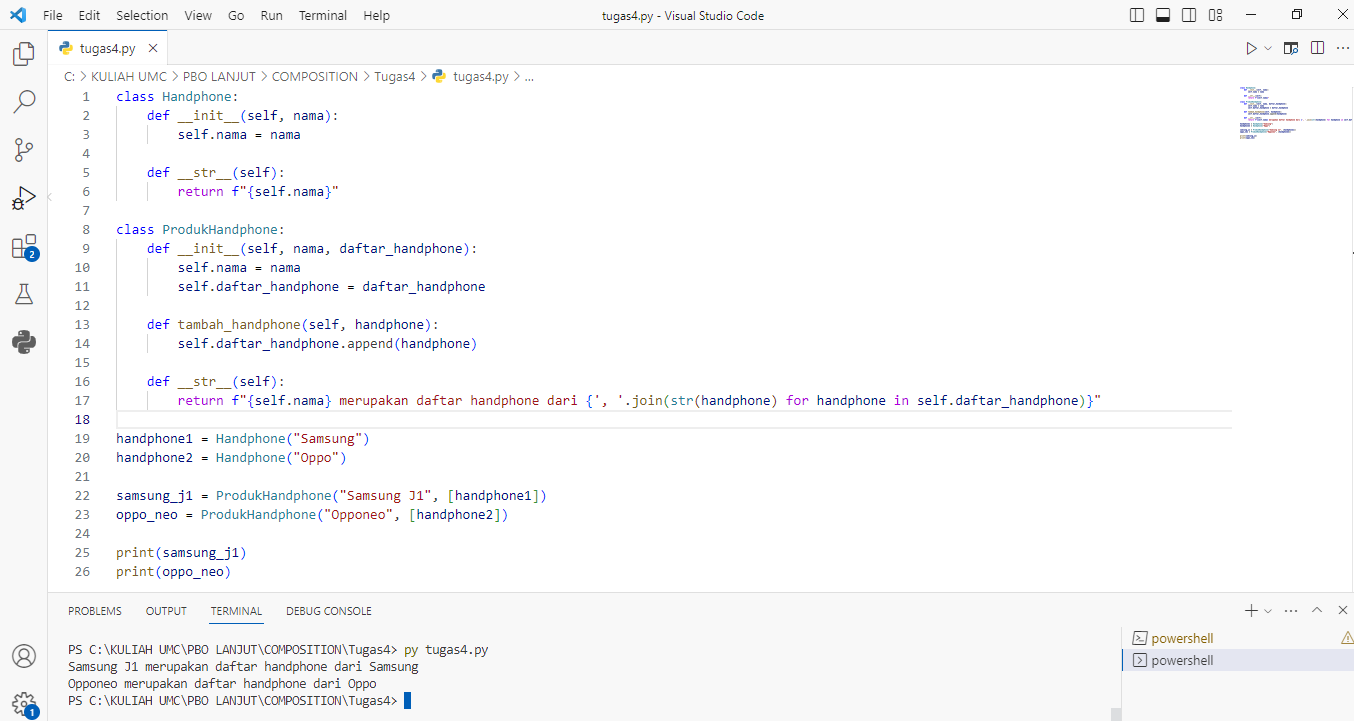 File Edit Selection View Go Run Terminal Help tugas4.py - Visual Studio Code
tugas4.py
C: > KULIAH UMC > PBO LANJUT > COMPOSITION > Tugas4 > tugas4.py > ...
1 class Handphone:
2     def __init__(self, nama):
3         self.nama = nama
4
5     def __str__(self):
6         return f"{self.nama}"
7
8 class ProdukHandphone:
9     def __init__(self, nama, daftar_handphone):
10         self.nama = nama
11         self.daftar_handphone = daftar_handphone
12
13     def tambah_handphone(self, handphone):
14         self.daftar_handphone.append(handphone)
15
16     def __str__(self):
17         return f"{self.nama} merupakan daftar handphone dari {', '.join(str(handphone) for handphone in self.daftar_handphone)}"
18
19 handphone1 = Handphone("Samsung")
20 handphone2 = Handphone("Oppo")
21
22 samsung_j1 = ProdukHandphone("Samsung J1", [handphone1])
23 oppo_neo = ProdukHandphone("Opponeo", [handphone2])
24
25 print(samsung_j1)
26 print(oppo_neo)
2
1
PROBLEMS OUTPUT TERMINAL DEBUG CONSOLE
PS C:\KULIAH UMC\PBO LANJUT\COMPOSITION\Tugas4> py tugas4.py
Samsung J1 merupakan daftar handphone dari Samsung
Opponeo merupakan daftar handphone dari Oppo
PS C:\KULIAH UMC\PBO LANJUT\COMPOSITION\Tugas4>
powershell
powershell